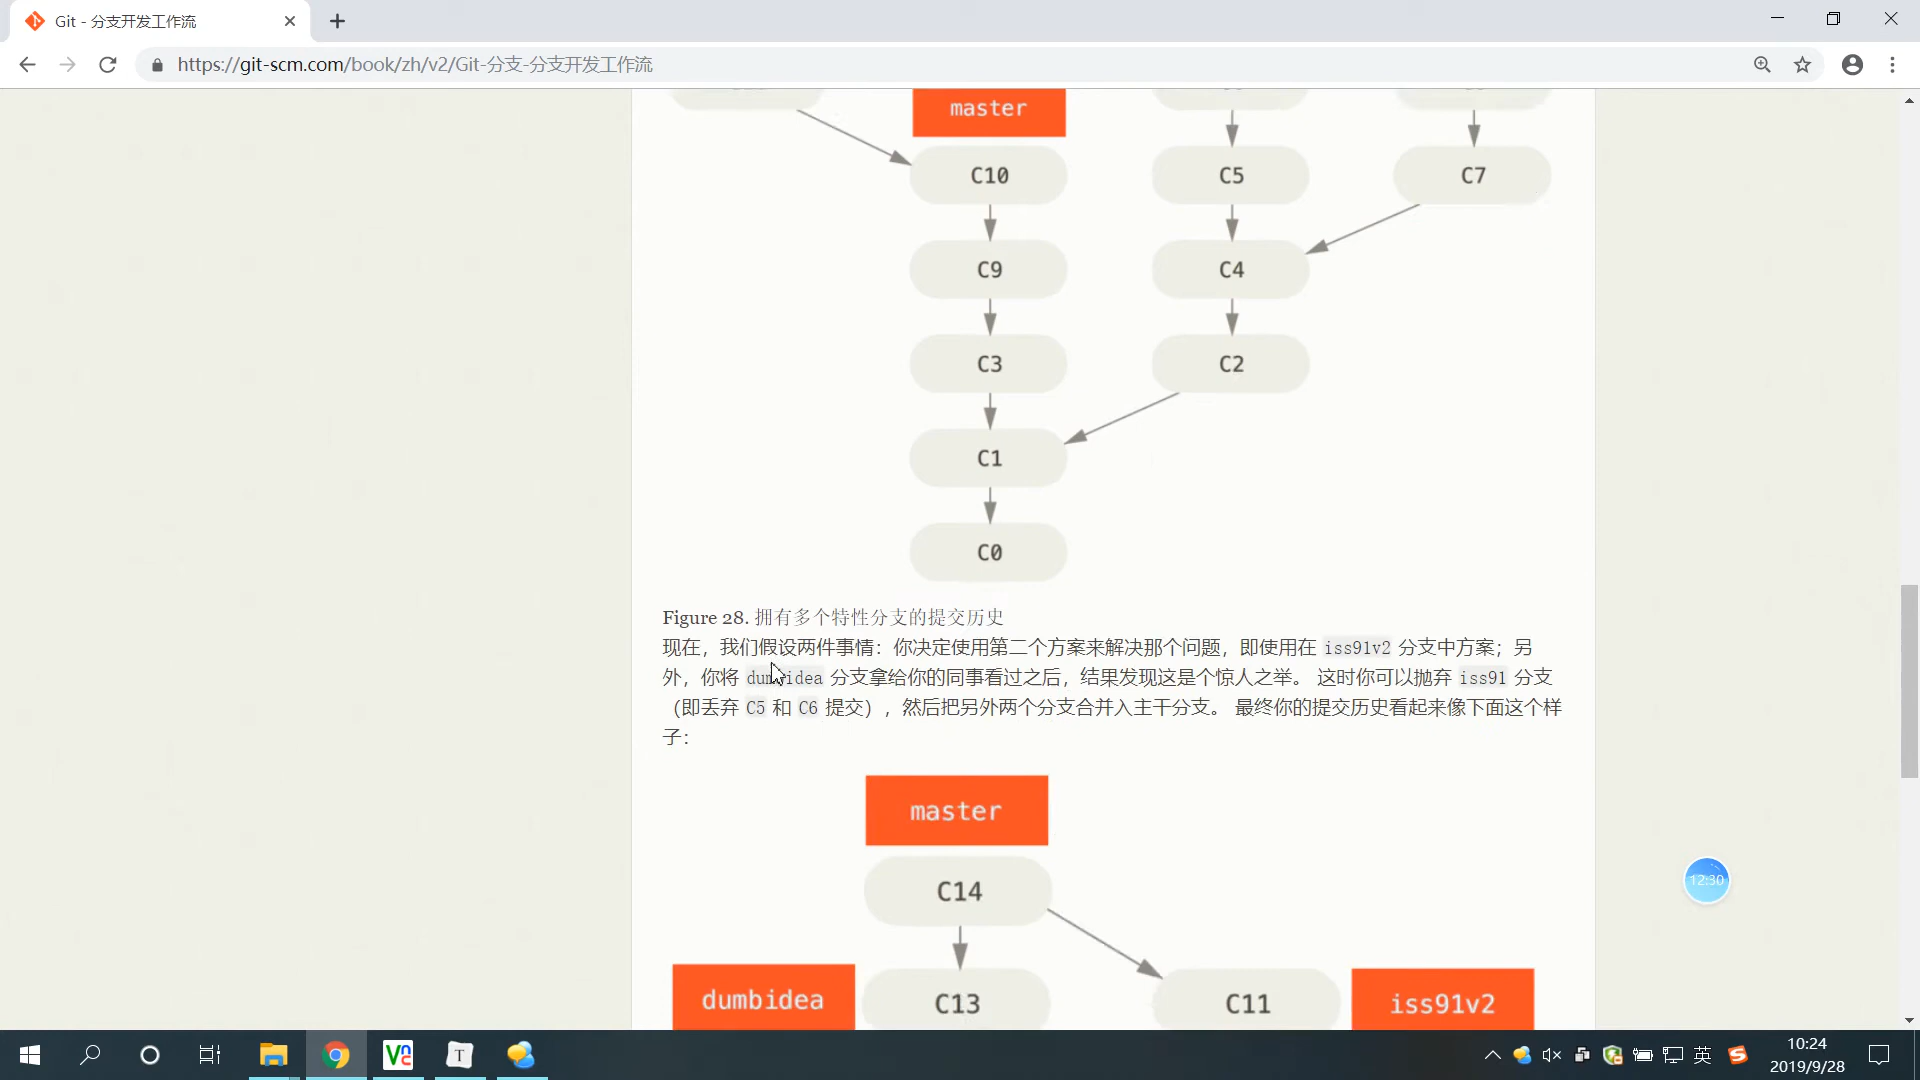 Git - 分支开发工作流
https://git-scm.com/book/zh/v2/Git-分支-分支开发工作流
master
C10
C5
C7
C9
C4
C3
C2
C1
C0
Figure 28. 拥有多个特性分支的提交历史
现在，我们假设两件事情：你决定使用第二个方案来解决那个问题，即使用在 iss91v2 分支中方案；另
外，你将 dumbidea 分支拿给你的同事看过之后，结果发现这是个惊人之举。 这时你可以抛弃 iss91 分支
（即丢弃 C5 和 C6 提交），然后把另外两个分支合并入主干分支。 最终你的提交历史看起来像下面这个样
子：
master
C14
12:30
dumbidea
C13
C11
iss91v2
T
英
10:24
2019/9/28